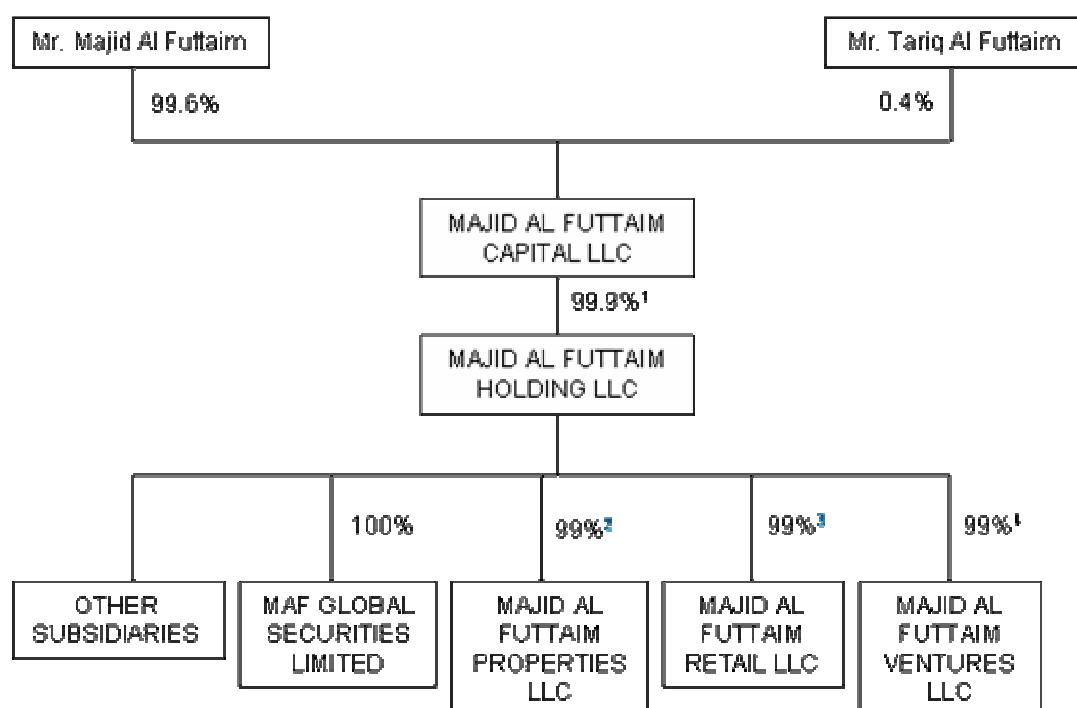 Mr. Majid Al Futtaim
Mr. Tariq Al Futtaim
99.6%
0.4%
MAJID AL FUTTAIM
CAPITAL LLC
99.9%¹
MAJID AL FUTTAIM
HOLDING LLC
100%
99%²
99%³
99%⁴
OTHER
SUBSIDIARIES
MAF GLOBAL
SECURITIES
LIMITED
MAJID AL
FUTTAIM
PROPERTIES
LLC
MAJID AL
FUTTAIM
RETAIL LLC
MAJID AL
FUTTAIM
VENTURES
LLC